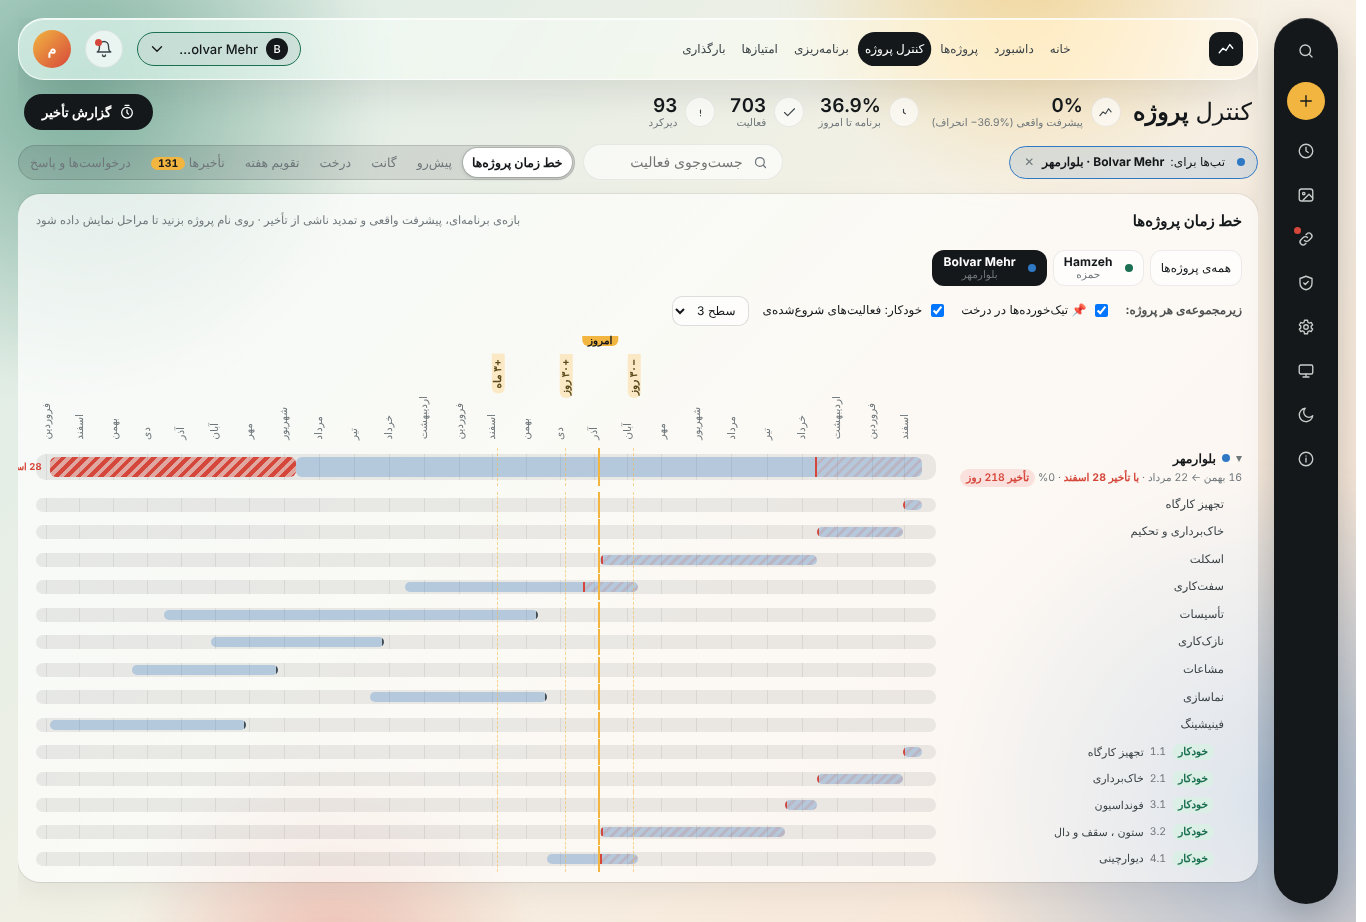 خانه
داشبورد
پروژه‌ها
کنترل پروژه
برنامه‌ریزی
امتیازها
بارگذاری
B
olvar Mehr...
م
کنترل پروژه
0%
پیشرفت واقعی (36.9%− انحراف)
36.9%
برنامه تا امروز
703
فعالیت
93
دیرکرد
گزارش تأخیر
تب‌ها برای: Bolvar Mehr · بلوارمهر ×
جست‌وجوی فعالیت
خط زمان پروژه‌ها
پیش‌رو
گانت
درخت
تقویم هفته
تأخیرها 131
درخواست‌ها و پاسخ
خط زمان پروژه‌ها
بازه‌ی برنامه‌ای، پیشرفت واقعی و تمدید ناشی از تأخیر · روی نام پروژه بزنید تا مراحل نمایش داده شود
همه‌ی پروژه‌ها
Hamzeh
حمزه
Bolvar Mehr
بلوارمهر
زیرمجموعه‌ی هر پروژه:
📌 تیک‌خورده‌ها در درخت
خودکار: فعالیت‌های شروع‌شده‌ی
سطح 3
امروز
−۳۰ روز
+۳۰ روز
+۳ ماه
اسفند
فروردین
اردیبهشت
خرداد
تیر
مرداد
شهریور
مهر
آبان
آذر
دی
بهمن
اسفند
فروردین
اردیبهشت
خرداد
تیر
مرداد
شهریور
مهر
آبان
آذر
دی
بهمن
اسفند
فروردین
▾ بلوارمهر
16 بهمن ← 22 مرداد · با تأخیر 28 اسفند · 0% تأخیر 218 روز
28 اس
تجهیز کارگاه
خاک‌برداری و تحکیم
اسکلت
سفت‌کاری
تأسیسات
نازک‌کاری
مشاعات
نماسازی
فینیشینگ
خودکار 1.1 تجهیز کارگاه
خودکار 2.1 خاک‌برداری
خودکار 3.1 فونداسیون
خودکار 3.2 ستون ، سقف و دال
خودکار 4.1 دیوارچینی